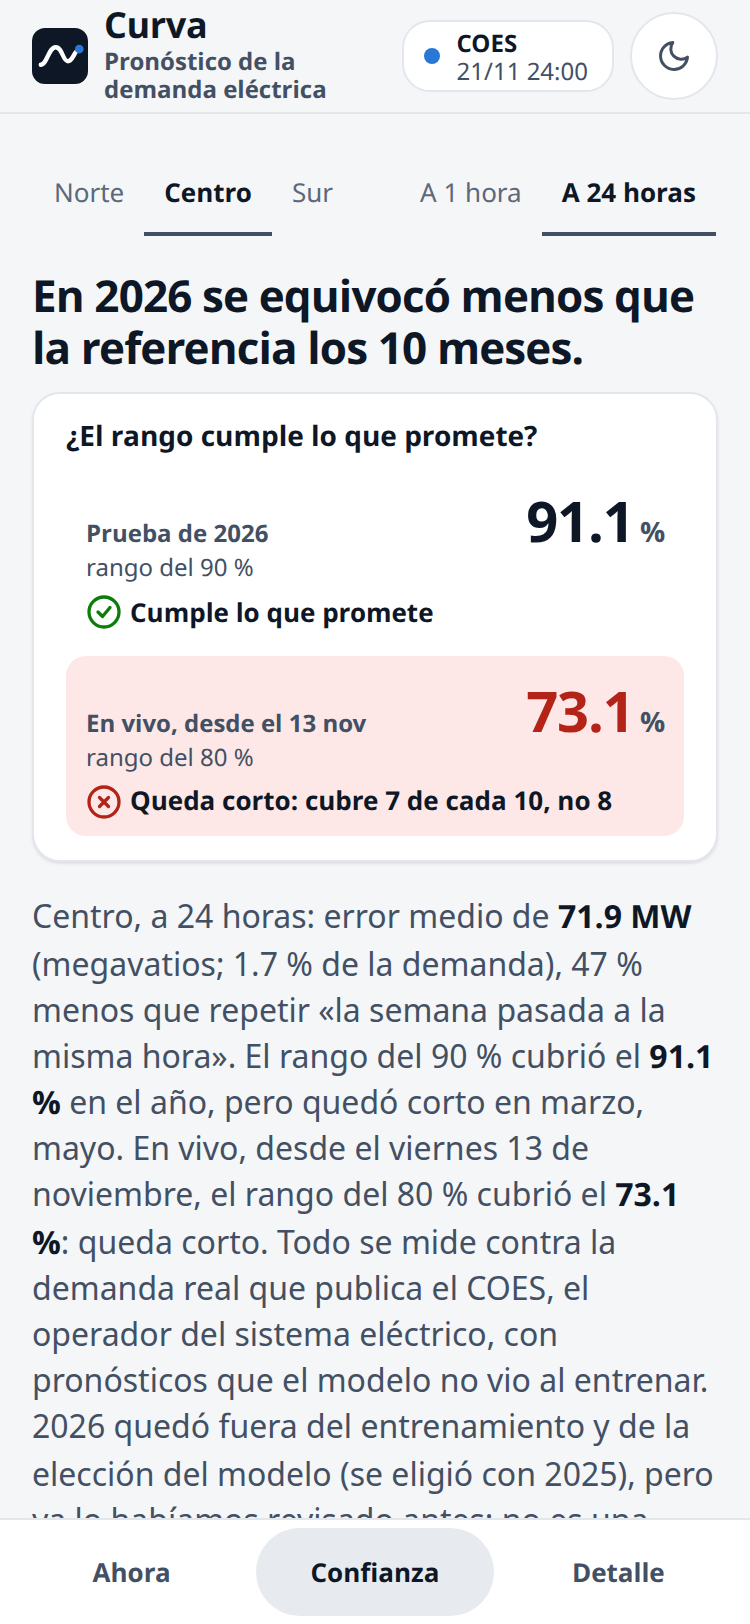 Curva
Pronóstico de la
demanda eléctrica
COES
21/11 24:00
Norte Centro Sur A 1 hora A 24 horas
En 2026 se equivocó menos que
la referencia los 10 meses.
¿El rango cumple lo que promete?
Prueba de 2026 91.1 %
rango del 90 %
Cumple lo que promete
En vivo, desde el 13 nov 73.1 %
rango del 80 %
Queda corto: cubre 7 de cada 10, no 8
Centro, a 24 horas: error medio de 71.9 MW
(megavatios; 1.7 % de la demanda), 47 %
menos que repetir «la semana pasada a la
misma hora». El rango del 90 % cubrió el 91.1
% en el año, pero quedó corto en marzo,
mayo. En vivo, desde el viernes 13 de
noviembre, el rango del 80 % cubrió el 73.1
%: queda corto. Todo se mide contra la
demanda real que publica el COES, el
operador del sistema eléctrico, con
pronósticos que el modelo no vio al entrenar.
2026 quedó fuera del entrenamiento y de la
elección del modelo (se eligió con 2025), pero
ya lo habíamos revisado antes: no es una
Ahora Confianza Detalle